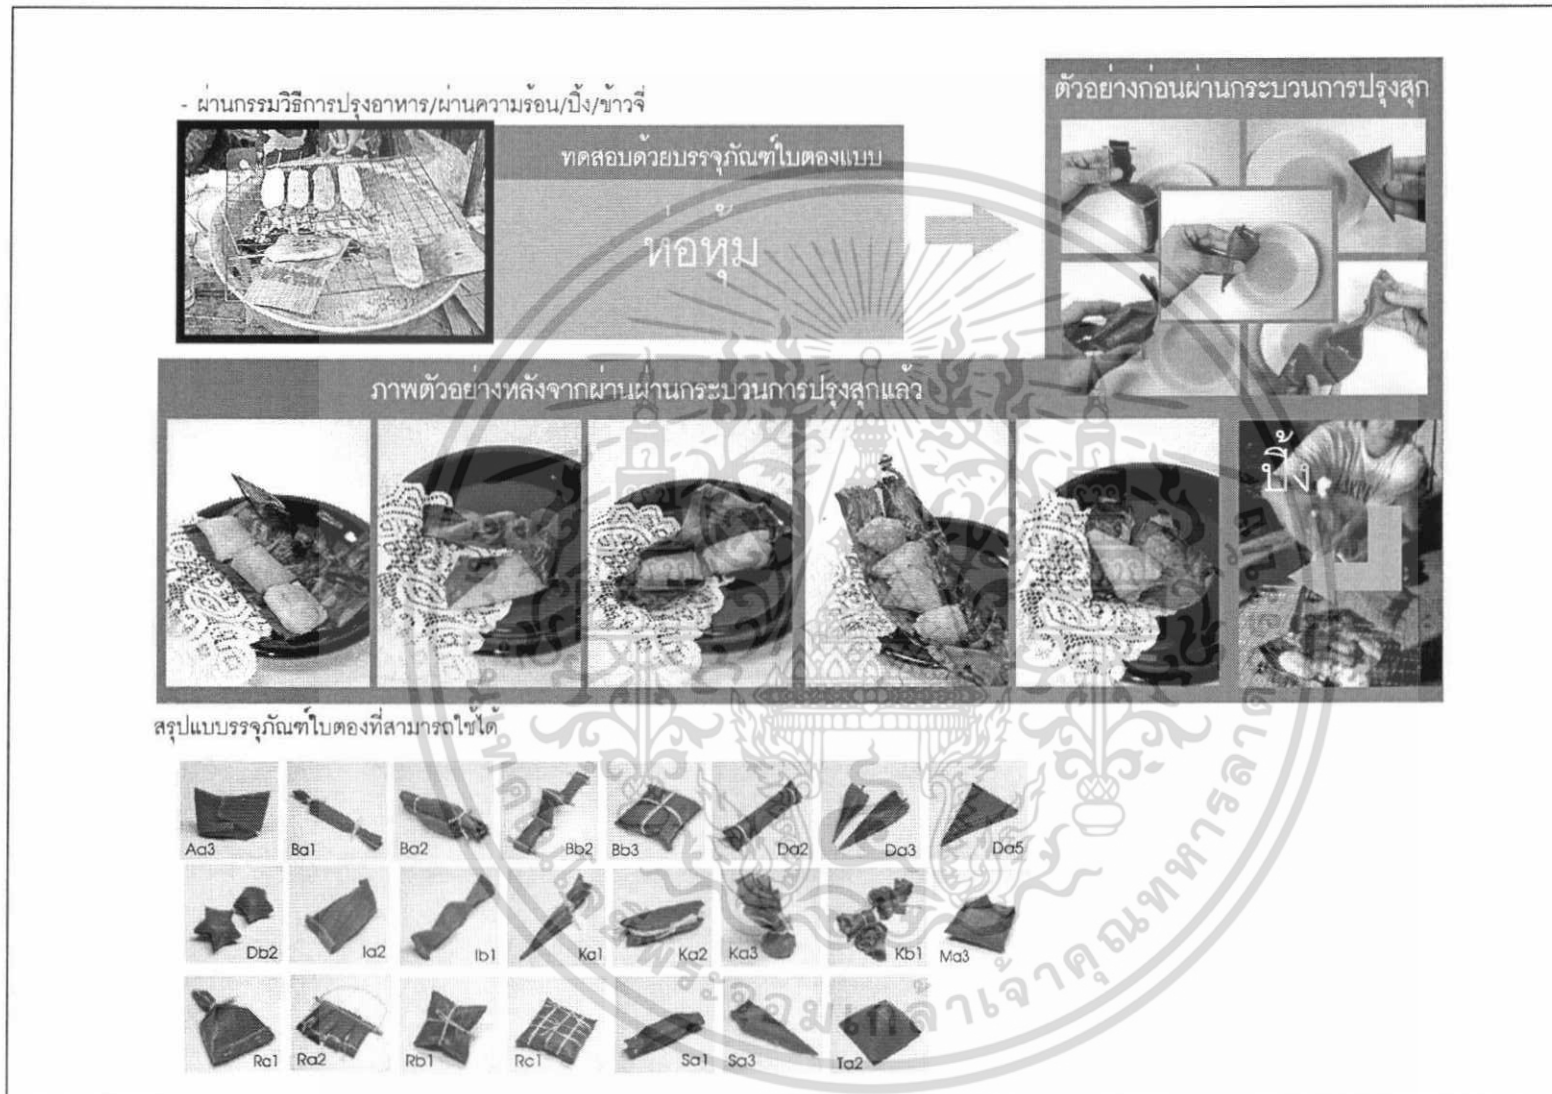 - ผ่านกรรมวิธีการปรุงอาหาร/ผ่านความร้อน/ปิ้ง/ข้าวจี่
ทดสอบด้วยบรรจุภัณฑ์ใบตองแบบ
ห่อหุ้ม
ตัวอย่างก่อนผ่านกระบวนการปรุงสุก
ภาพตัวอย่างหลังจากผ่านผ่านกระบวนการปรุงสุกแล้ว
ปิ้ง
สรุปแบบบรรจุภัณฑ์ใบตองที่สามารถใช้ได้
Aa3 Ba1 Ba2 Bb2 Bb3 Da2 Da3 Da5
Db2 Ia2 Ib1 Ka1 Ka2 Ka3 Kb1 Ma3
Ra1 Ra2 Rb1 Rc1 Sa1 Sa3 Ta2